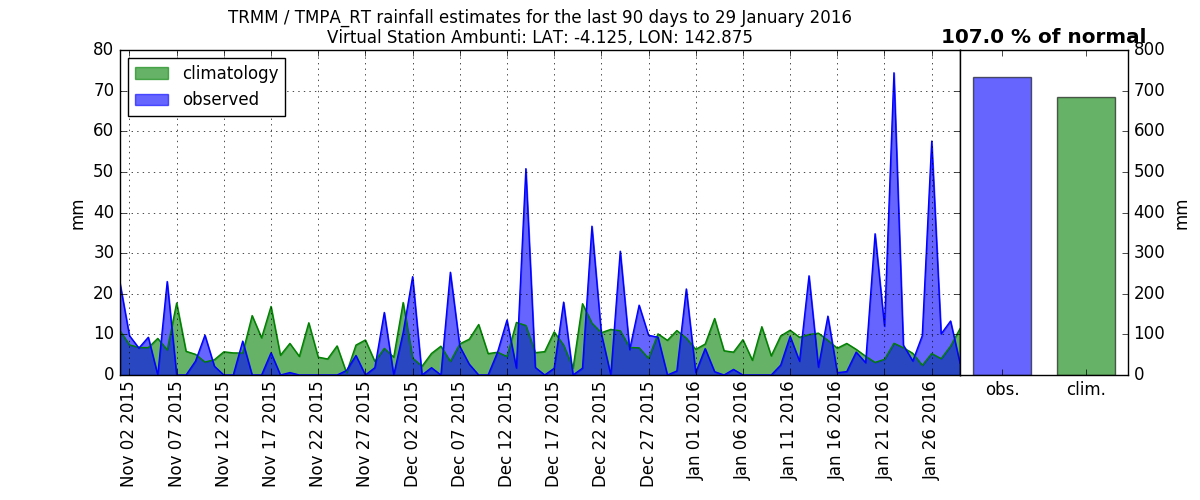 TRMM / TMPA_RT rainfall estimates for the last 90 days to 29 January 2016
Virtual Station Ambunti: LAT: -4.125, LON: 142.875
107.0 % of normal
climatology
observed
80
70
60
50
40
30
20
10
0
mm
Nov 02 2015
Nov 07 2015
Nov 12 2015
Nov 17 2015
Nov 22 2015
Nov 27 2015
Dec 02 2015
Dec 07 2015
Dec 12 2015
Dec 17 2015
Dec 22 2015
Dec 27 2015
Jan 01 2016
Jan 06 2016
Jan 11 2016
Jan 16 2016
Jan 21 2016
Jan 26 2016
obs.
clim.
800
700
600
500
400
300
200
100
0
mm